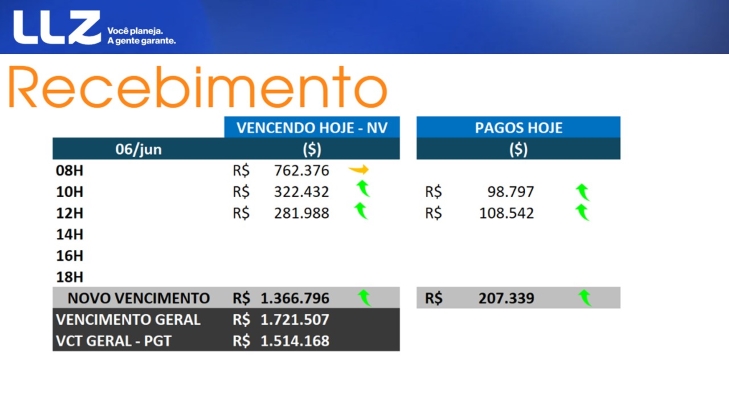 LLZ Você planeja.
A gente garante.
Recebimento
VENCENDO HOJE - NV PAGOS HOJE
06/jun ($) ($)
08H R$ 762.376
10H R$ 322.432 R$ 98.797
12H R$ 281.988 R$ 108.542
14H
16H
18H
NOVO VENCIMENTO R$ 1.366.796 R$ 207.339
VENCIMENTO GERAL R$ 1.721.507
VCT GERAL - PGT R$ 1.514.168